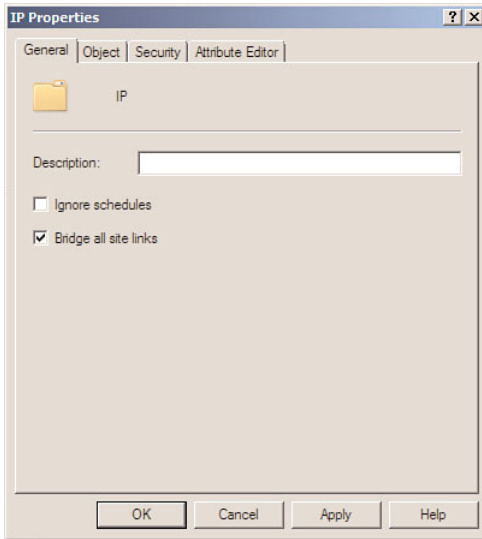 IP Properties
General Object Security Attribute Editor
IP
Description:
Ignore schedules
Bridge all site links
OK Cancel Apply Help